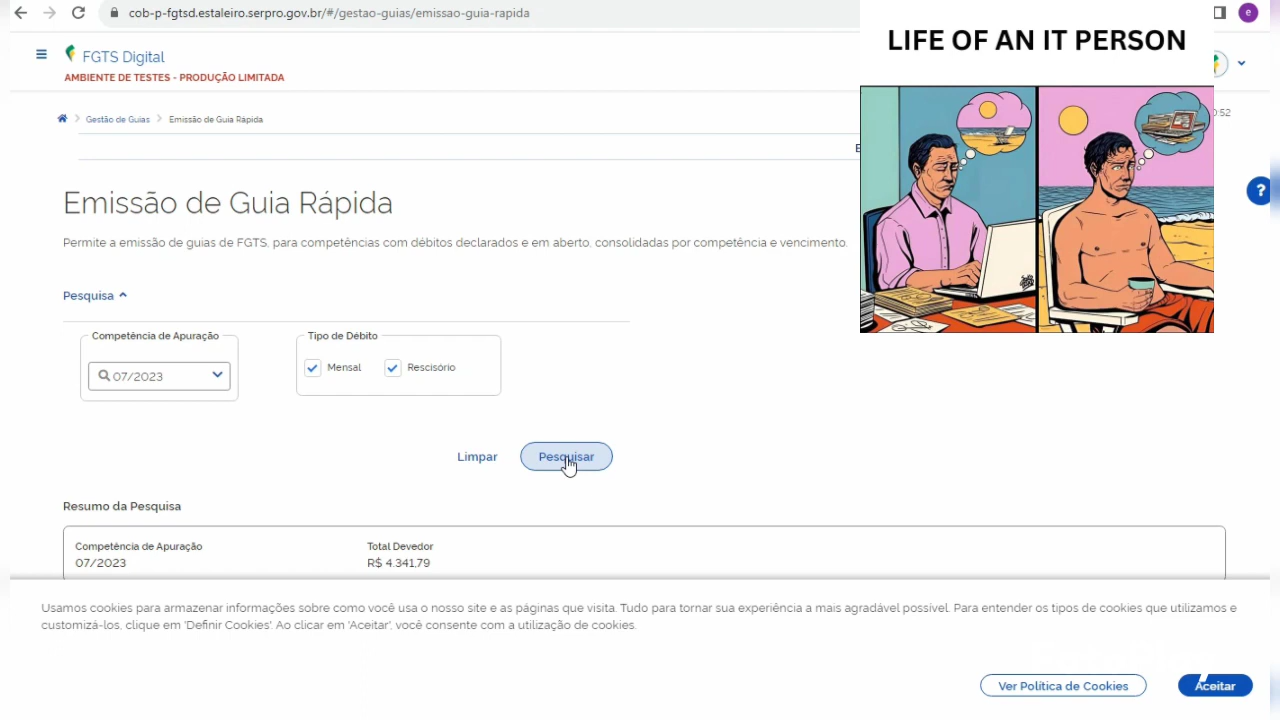 cob-p-fgtsd.estaleiro.serpro.gov.br/#/gestao-guias/emissao-guia-rapida
e
LIFE OF AN IT PERSON
FGTS Digital
AMBIENTE DE TESTES - PRODUÇÃO LIMITADA
Gestão de Guias
Emissão de Guia Rápida
:52
E
Emissão de Guia Rápida
?
Permite a emissão de guias de FGTS, para competências com débitos declarados e em aberto, consolidadas por competência e vencimento.
Pesquisa
Competência de Apuração
Tipo de Débito
07/2023
Mensal
Rescisório
Limpar
Pesquisar
Resumo da Pesquisa
Competência de Apuração
Total Devedor
07/2023
R$ 4.341,79
Usamos cookies para armazenar informações sobre como você usa o nosso site e as páginas que visita. Tudo para tornar sua experiência a mais agradável possível. Para entender os tipos de cookies que utilizamos e
customizá-los, clique em 'Definir Cookies'. Ao clicar em 'Aceitar', você consente com a utilização de cookies.
Ver Política de Cookies
Aceitar